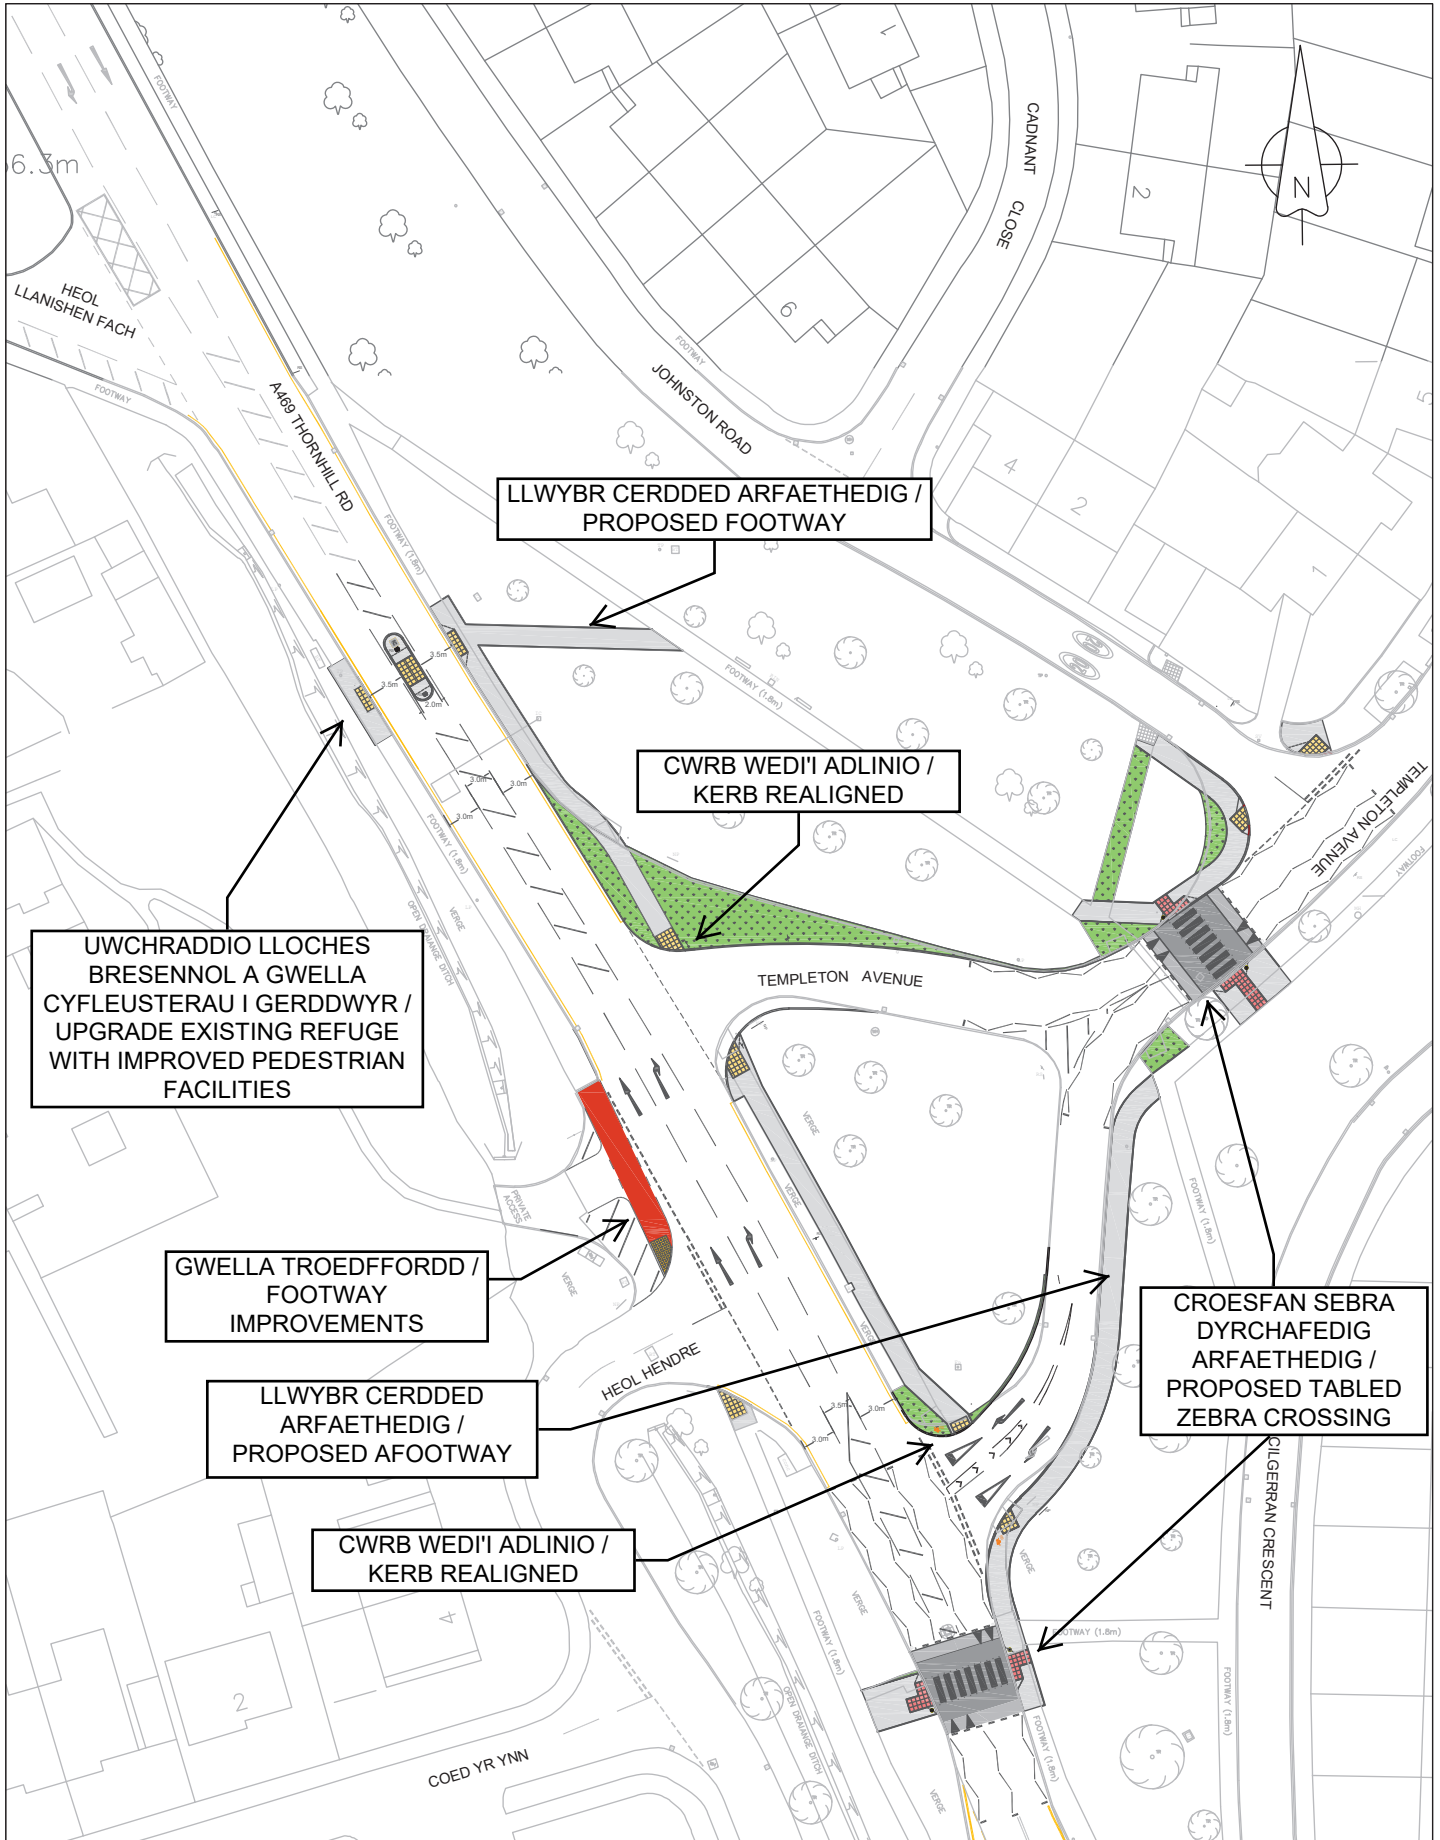 FOOTWAY
6.3m
HEOL
LLANISHEN FACH
FOOTWAY
A469 THORNHILL RD
CADNANT CLOSE
N
1
2
6
FOOTWAY
JOHNSTON ROAD
4
2
1
5
LLWYBR CERDDED ARFAETHEDIG /
PROPOSED FOOTWAY
FOOTWAY (1.8m)
3.5m
3.5m
2.0m
FOOTWAY (1.8m)
3.0m
3.0m
3.0m
CWRB WEDI'I ADLINIO /
KERB REALIGNED
TEMPLETON AVENUE
FOOTWAY
FOOTWAY (1.8m)
VERGE
OPEN DRAIANGE DITCH
UWCHRADDIO LLOCHES
BRESENNOL A GWELLA
CYFLEUSTERAU I GERDDWYR /
UPGRADE EXISTING REFUGE
WITH IMPROVED PEDESTRIAN
FACILITIES
TEMPLETON AVENUE
VERGE
VERGE
PRIVATE
ACCESS
FOOTWAY (1.8m)
VERGE
GWELLA TROEDFFORDD /
FOOTWAY
IMPROVEMENTS
VERGE
HEOL HENDRE
CROESFAN SEBRA
DYRCHAFEDIG
ARFAETHEDIG /
PROPOSED TABLED
ZEBRA CROSSING
LLWYBR CERDDED
ARFAETHEDIG /
PROPOSED AFOOTWAY
3.5m
3.0m
3.0m
CILGERRAN CRESCENT
CWRB WEDI'I ADLINIO /
KERB REALIGNED
VERGE
VERGE
4
FOOTWAY (1.8m)
FOOTWAY (1.8m)
FOOTWAY (1.8m)
OPEN DRAIANGE DITCH
2
FOOTWAY (1.8m)
COED YR YNN
VERGE